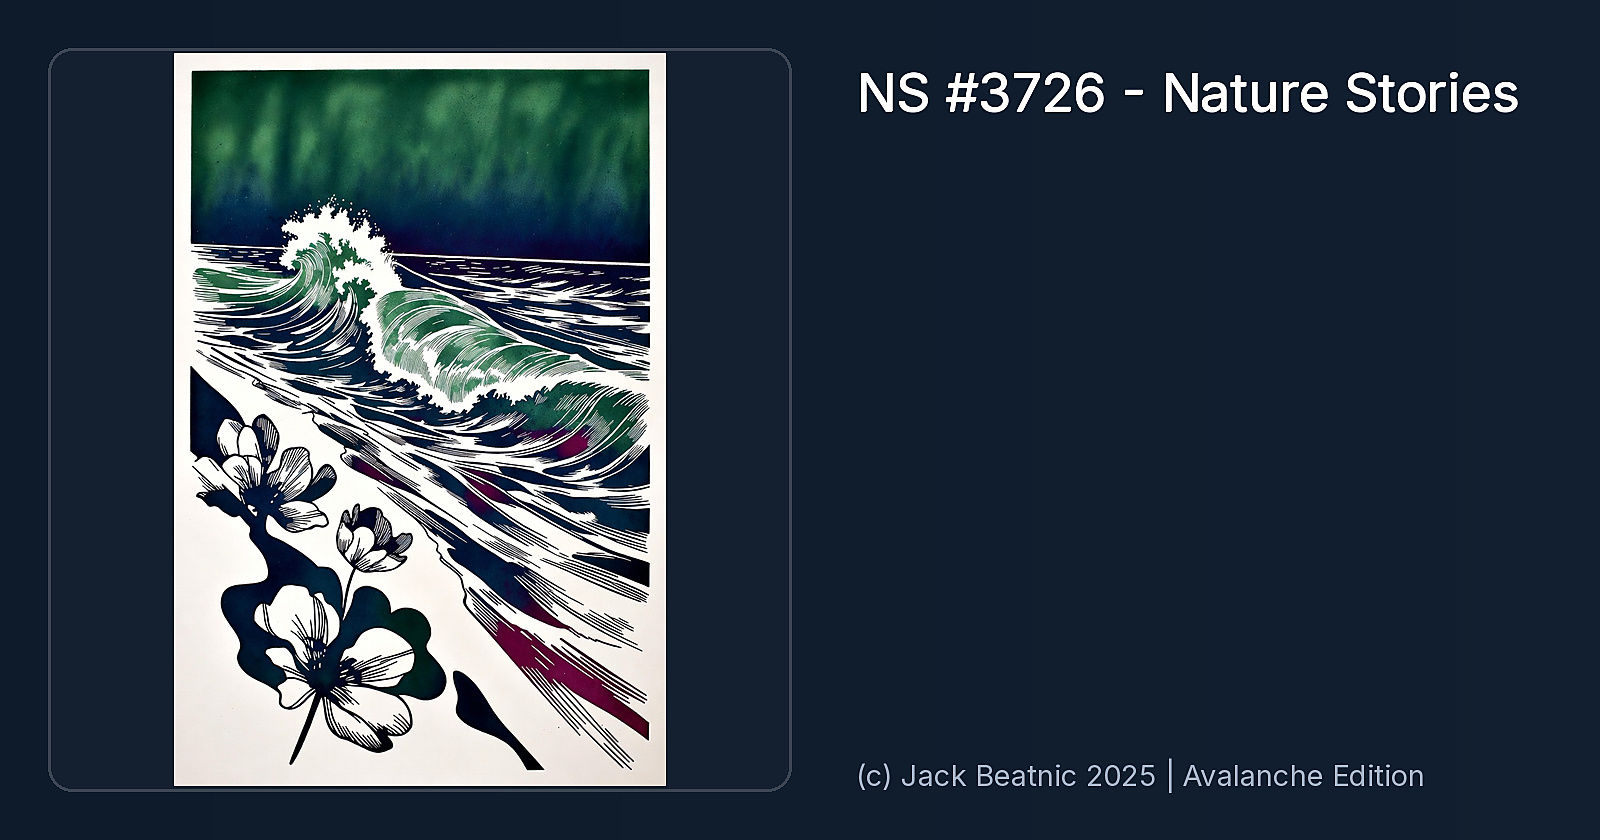 NS #3726 - Nature Stories
(c) Jack Beatnic 2025 | Avalanche Edition